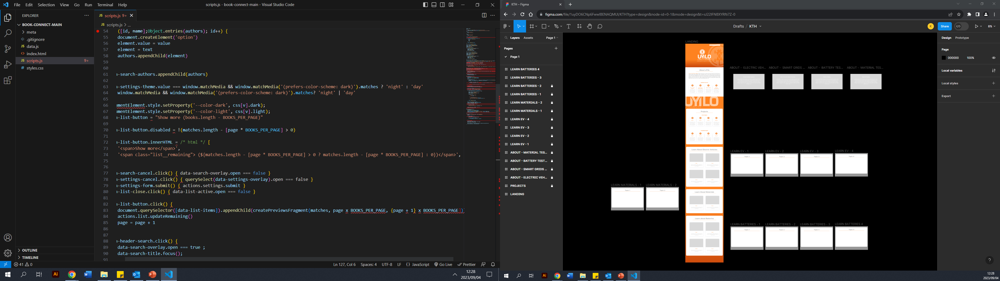 File Edit Selection View Go Run Terminal Help
scripts.js - book-connect-main - Visual Studio Code
EXPLORER
BOOK-CONNECT-MAIN
meta
.gitignore
JS data.js
<> index.html
JS scripts.js 9+
# styles.css
OUTLINE
TIMELINE
JS scripts.js 9+
JS scripts.js > ...
54 ([id, name];Object.entries(authors); id++) {
55 document.createElement('option')
56 element.value = value
57 element = text
58 authors.appendChild(element)
59
60
61 a-search-authors.appendChild(authors)
62
63 a-settings-theme.value === window.matchMedia && window.matchMedia('(prefers-color-scheme: dark)').matches ? 'night' : 'day'
64 window.matchMedia && window.matchMedia('(prefers-color-scheme: dark)').matches? 'night' | 'day'
65
66 umentElement.style.setProperty('--color-dark', css[v].dark);
67 umentElement.style.setProperty('--color-light', css[v].light);
68 a-list-button = "Show more (books.length - BOOKS_PER_PAGE)"
69
70 a-list-button.disabled = !(matches.length - [page * BOOKS_PER_PAGE] > 0)
71
72 a-list-button.innerHTML = /* html */ [
73 '<span>Show more</span>',
74 '<span class="list__remaining"> (${matches.length - [page * BOOKS_PER_PAGE] > 0 ? matches.length - [page * BOOKS_PER_PAGE] : 0})</span>',
75
76
77 a-search-cancel.click() { data-search-overlay.open === false }
78 a-settings-cancel.click() { querySelect(data-settings-overlay).open === false }
79 a-settings-form.submit() { actions.settings.submit }
80 a-list-close.click() { data-list-active.open === false }
81
82 a-list-button.click() {
83 document.querySelector([data-list-items]).appendChild(createPreviewsFragment(matches, page x BOOKS_PER_PAGE, {page + 1} x BOOKS_PER_PAGE])
84 actions.list.updateRemaining()
85 page = page + 1
86
87
88 a-header-search.click() {
89 data-search-overlay.open === true ;
90 data-search-title.focus();
91
41 0
Ln 127, Col 6 Spaces: 4 UTF-8 LF {} JavaScript Go Live Prettier
12:28
2023/09/04
KTH – Figma
figma.com/file/1uyDO6CNp6FwwIBENAQMUI/KTH?type=design&node-id=0-1&mode=design&t=sJ22IFN8XYRfti7Z-0
Drafts / KTH
K
Share
8%
Layers Assets Page 1
Pages
Page 1
LEARN BATTERIES 4
LEARN BATTERIES - 3
LEARN BATTERIES - 2
LEARN BATTERIES - 1
LEARN MATERIALS - 2
LEARN MATERIALS - 1
LEARN EV - 4
LEARN EV - 3
LEARN EV - 2
LEARN EV - 1
ABOUT - MATERIAL TES...
ABOUT - BATTERY TEST...
ABOUT - SMART GRIDS ...
ABOUT - ELECTRIC VEH...
PROJECTS
LANDING
LANDING
UYILO
About uYilo
UYILO
Projects
Learn About Electric Vehicles
Learn About Materials
Learn about Batteries
ABOUT - ELECTRIC VEH... ABOUT - SMART GRIDS ... ABOUT - BATTERY TES... ABOUT - MATERIAL TES...
LEARN EV - 1 LEARN EV - 2 LEARN EV - 3 LEARN EV - 4
Topic 1 Topic 2 Topic 3 Topic 4
LEARN MATERIALS - 1 LEARN MATERIALS - 2
Topic 1 Topic 2
LEARN BATTERIES - 1 LEARN BATTERIES - 2 LEARN BATTERIES - 3 LEARN BATTERIES 4
Topic 1 Topic 2 Topic 3 Topic 4
Design Prototype
Page
000000 100%
Local variables
Local styles
Export
?
12:28
2023/09/04